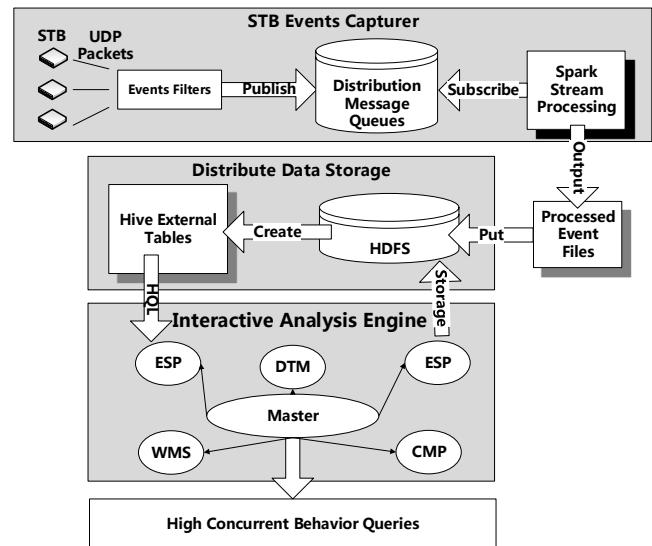 STB Events Capturer
STB
UDP
Packets
Events Filters
Publish
Distribution
Message
Queues
Subscribe
Spark
Stream
Processing
Output
Distribute Data Storage
Hive External
Tables
Create
HDFS
Put
Processed
Event
Files
HQL
Storage
Interactive Analysis Engine
ESP
DTM
ESP
Master
WMS
CMP
High Concurrent Behavior Queries